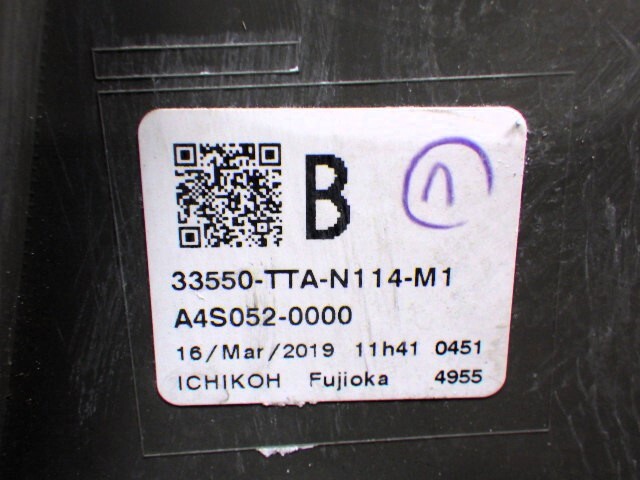 B
33550-TTA-N114-M1
A4S052-0000
16/Mar/2019 11h41 0451
ICHIKOH Fujioka 4955